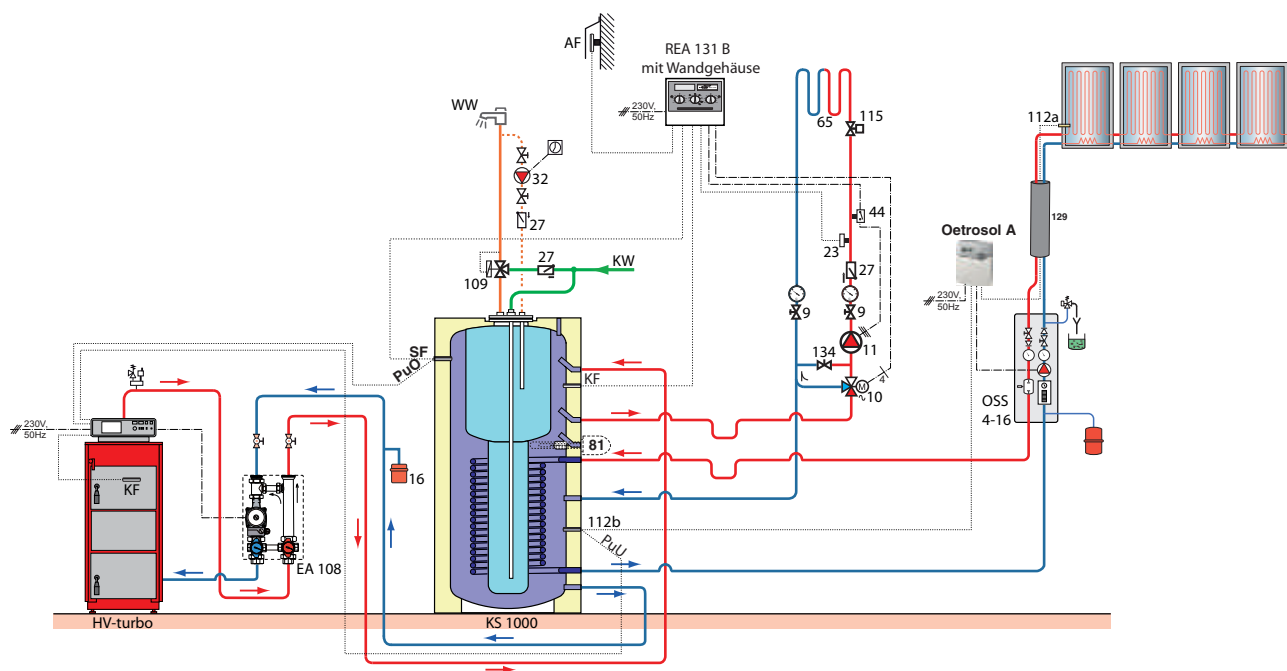 AF
REA 131 B
mit Wandgehäuse
230V,
50Hz
WW
32
27
65
115
112a
44
129
23
Oetrosol A
27
KW
27
109
230V,
50Hz
9
9
SF
PuO
134
11
KF
4
M
~10
OSS
4-16
230V,
50Hz
81
KF
16
112b
PuU
EA 108
HV-turbo
KS 1000